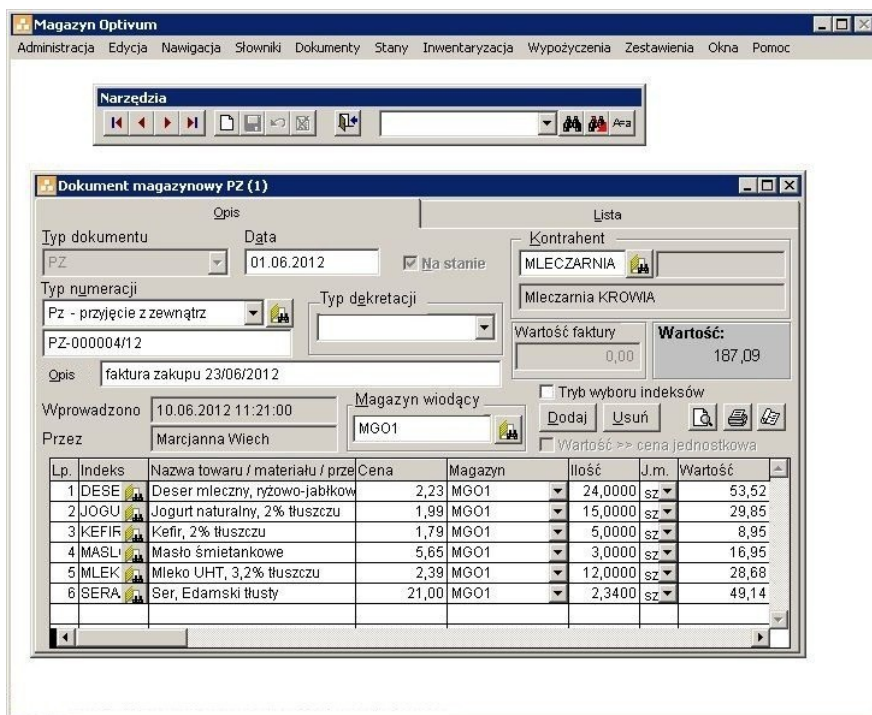 Magazyn Optivum
Administracja Edycja Nawigacja Słowniki Dokumenty Stany Inwentaryzacja Wypożyczenia Zestawienia Okna Pomoc
Narzędzia
A=a
Dokument magazynowy PZ (1)
Opis Lista
Typ dokumentu Data Kontrahent
PZ 01.06.2012 Na stanie MLECZARNIA
Typ numeracji Typ dekretacji Mleczarnia KROWIA
Pz - przyjęcie z zewnątrz
Wartość faktury Wartość:
PZ-000004/12 0,00 187,09
Opis faktura zakupu 23/06/2012
Tryb wyboru indeksów
Wprowadzono 10.06.2012 11:21:00 Magazyn wiodący Dodaj Usuń
Przez Marcjanna Wiech MG01 Wartość >> cena jednostkowa
Lp. Indeks Nazwa towaru / materiału / prze Cena Magazyn Ilość J.m. Wartość
1 DESE Deser mleczny, ryżowo-jabłkow 2,23 MG01 24,0000 sz 53,52
2 JOGU Jogurt naturalny, 2% tłuszczu 1,99 MG01 15,0000 sz 29,85
3 KEFIR Kefir, 2% tłuszczu 1,79 MG01 5,0000 sz 8,95
4 MASŁ Masło śmietankowe 5,65 MG01 3,0000 sz 16,95
5 MLEK Mleko UHT, 3,2% tłuszczu 2,39 MG01 12,0000 sz 28,68
6 SERA Ser, Edamski tłusty 21,00 MG01 2,3400 sz 49,14